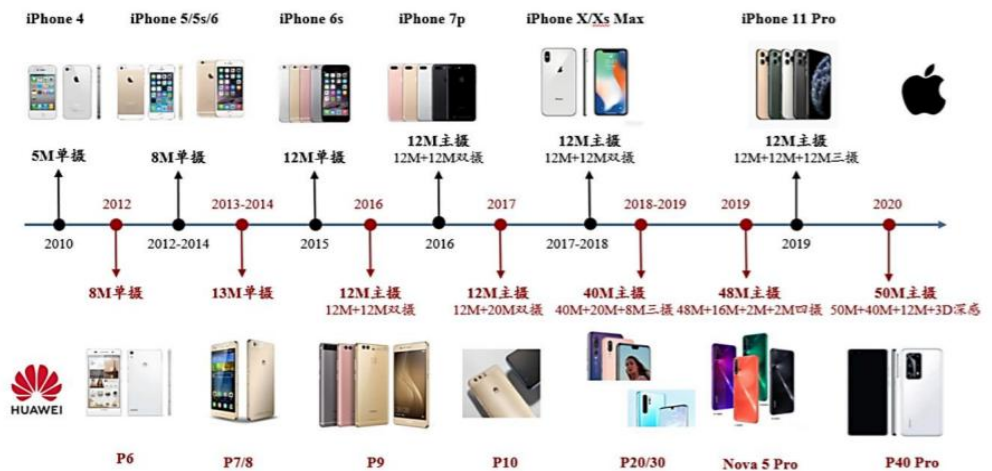 iPhone 4
iPhone 5/5s/6
iPhone 6s
iPhone 7p
iPhone X/Xs Max
iPhone 11 Pro
5M单摄
8M单摄
12M单摄
12M主摄
12M+12M双摄
12M主摄
12M+12M双摄
12M主摄
12M+12M+12M三摄
2012
2013-2014
2016
2017
2018-2019
2019
2020
2010
2012-2014
2015
2016
2017-2018
2019
8M单摄
13M单摄
12M主摄
12M+12M双摄
12M主摄
12M+20M双摄
40M主摄
40M+20M+8M三摄
48M主摄
48M+16M+2M+2M四摄
50M主摄
50M+40M+12M+3D深感
HUAWEI
P6
P7/8
P9
P10
P20/30
Nova 5 Pro
P40 Pro